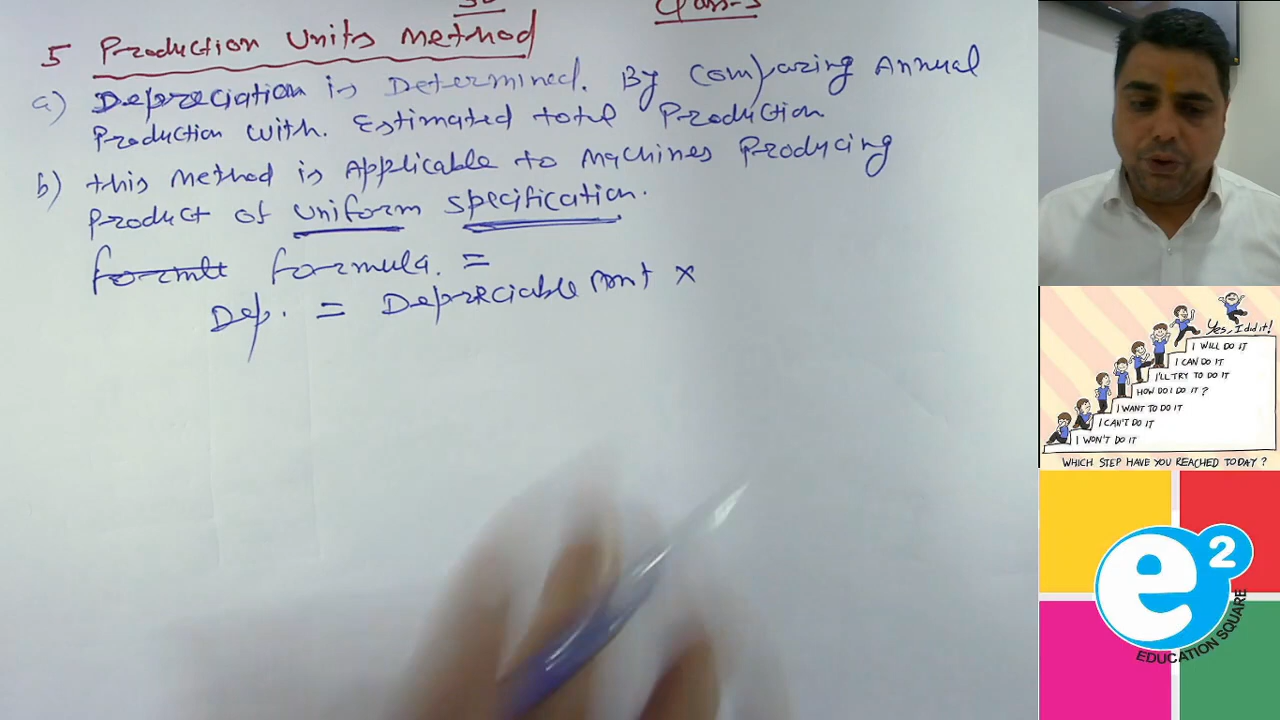 5 Production Units Method
a) Depreciation is Determined. By Comparing Annual
Production with. Estimated total Production
b) this Method is Applicable to Machines Producing
Product of uniform specification.
formula. =
Dep. = Depreciable Amt ×
Yes, I did it!
I WILL DO IT
I CAN DO IT
I'LL TRY TO DO IT
HOW DO I DO IT?
I WANT TO DO IT
I CAN'T DO IT
I WON'T DO IT
WHICH STEP HAVE YOU REACHED TODAY?
e2
EDUCATION SQUARE